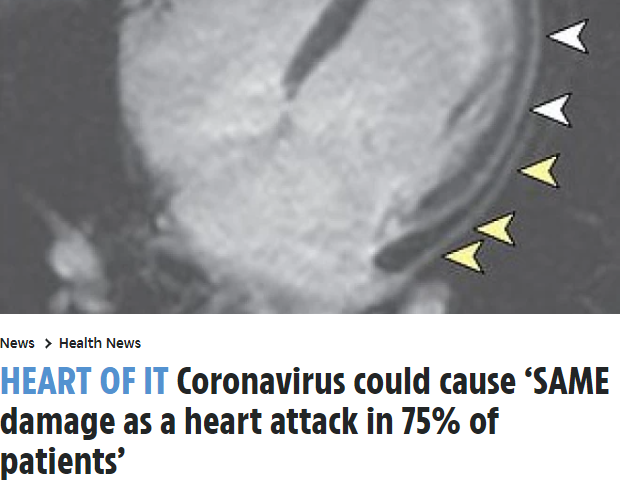 News > Health News
HEART OF IT Coronavirus could cause ‘SAME
damage as a heart attack in 75% of
patients’